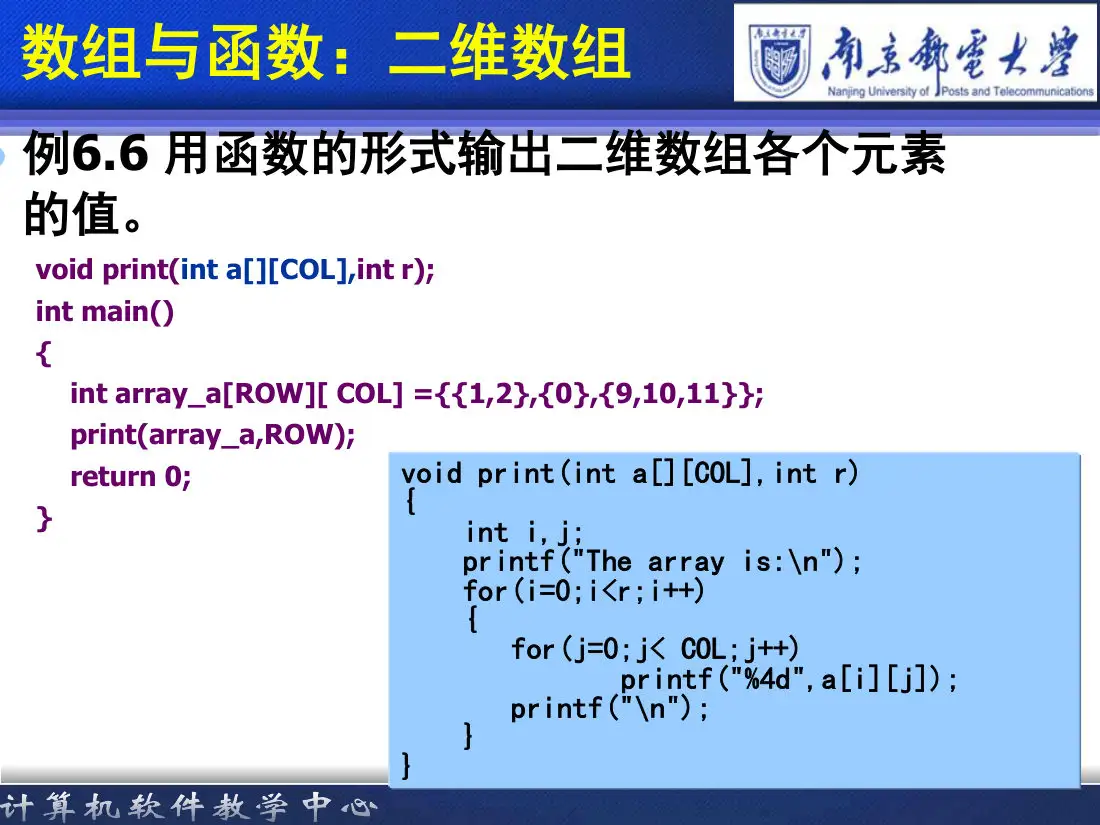 数组与函数：二维数组
南京邮电大学
Nanjing University of Posts and Telecommunications
例6.6 用函数的形式输出二维数组各个元素
的值。
void print(int a[][COL],int r);
int main()
{
int array_a[ROW][ COL] ={{1,2},{0},{9,10,11}};
print(array_a,ROW);
return 0;
}
void print(int a[][COL],int r)
{
int i,j;
printf("The array is:\n");
for(i=0;i<r;i++)
{
for(j=0;j< COL;j++)
printf("%4d",a[i][j]);
printf("\n");
}
}
计算机软件教学中心